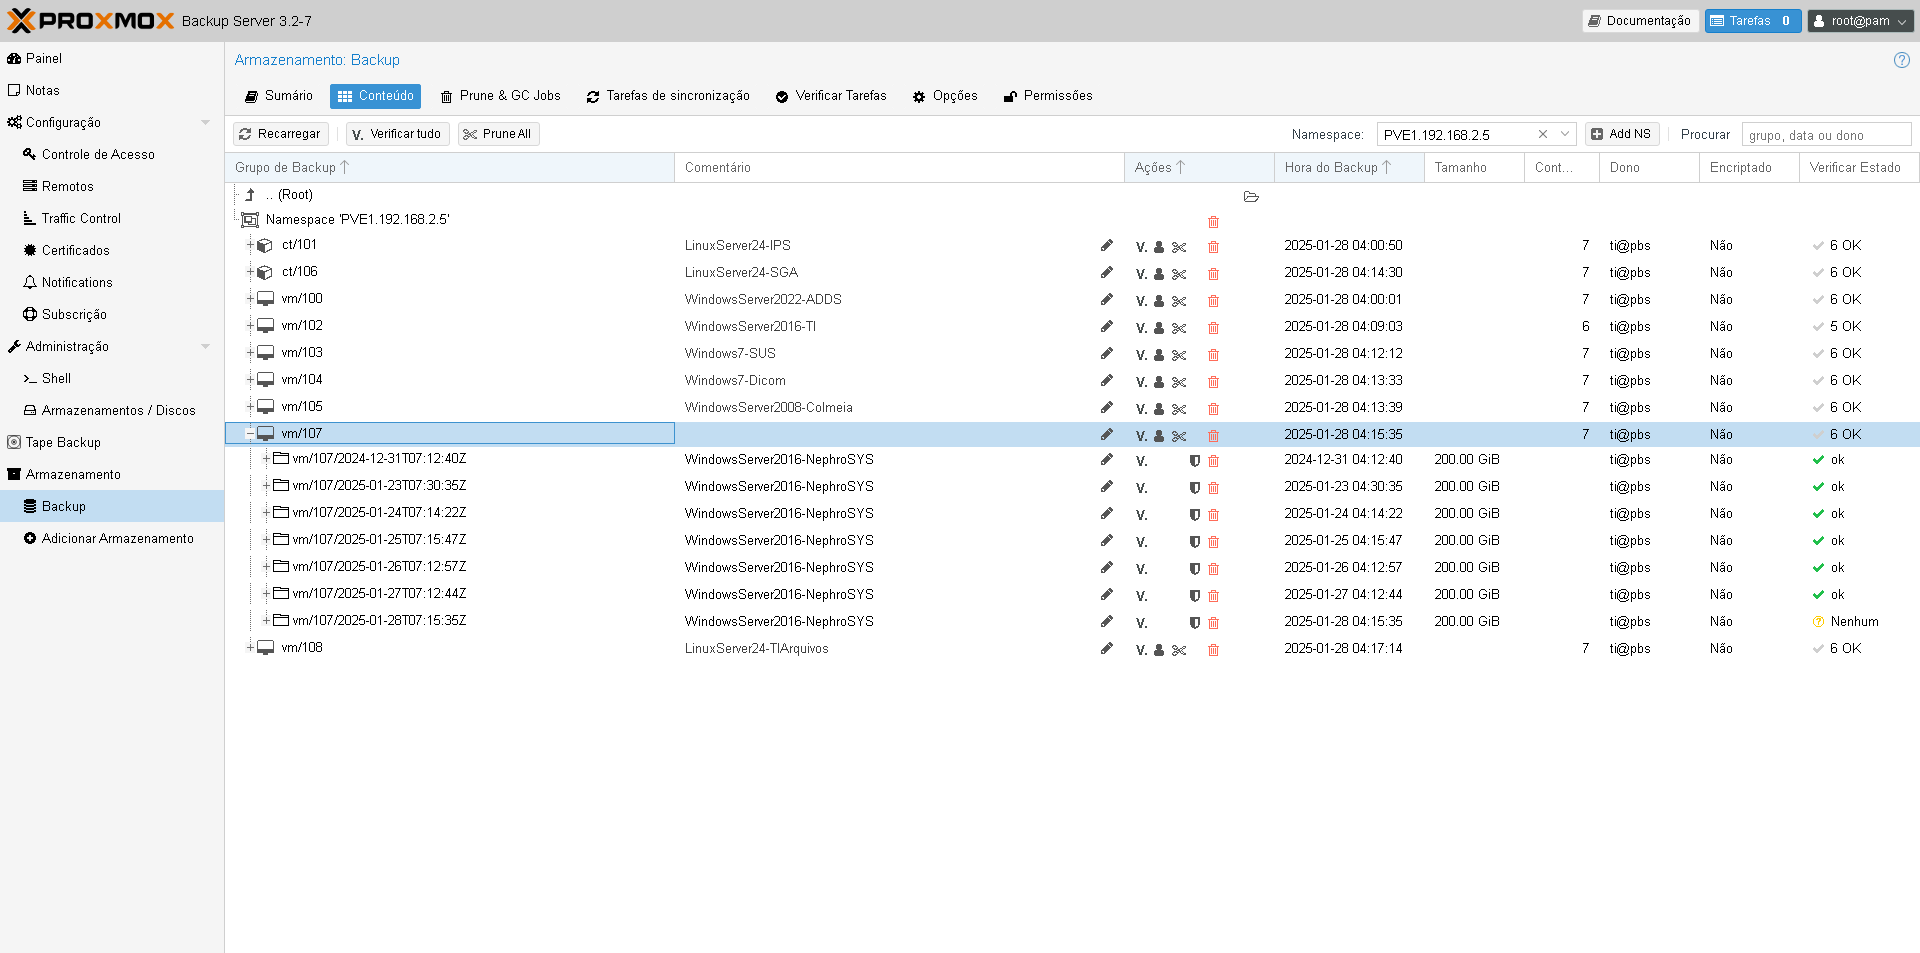 PROXMOX Backup Server 3.2-7
Documentação
Tarefas 0
root@pam
Painel
Notas
Configuração
Controle de Acesso
Remotos
Traffic Control
Certificados
Notifications
Subscrição
Administração
Shell
Armazenamentos / Discos
Tape Backup
Armazenamento
Backup
Adicionar Armazenamento
Armazenamento: Backup
Sumário Conteúdo Prune & GC Jobs Tarefas de sincronização Verificar Tarefas Opções Permissões
Recarregar V. Verificar tudo Prune All Namespace: PVE1.192.168.2.5 Add NS Procurar grupo, data ou dono
Grupo de Backup Comentário Ações Hora do Backup Tamanho Cont... Dono Encriptado Verificar Estado
.. (Root)
Namespace 'PVE1.192.168.2.5'
ct/101 LinuxServer24-IPS V. 2025-01-28 04:00:50 7 ti@pbs Não 6 OK
ct/106 LinuxServer24-SGA V. 2025-01-28 04:14:30 7 ti@pbs Não 6 OK
vm/100 WindowsServer2022-ADDS V. 2025-01-28 04:00:01 7 ti@pbs Não 6 OK
vm/102 WindowsServer2016-TI V. 2025-01-28 04:09:03 6 ti@pbs Não 5 OK
vm/103 Windows7-SUS V. 2025-01-28 04:12:12 7 ti@pbs Não 6 OK
vm/104 Windows7-Dicom V. 2025-01-28 04:13:33 7 ti@pbs Não 6 OK
vm/105 WindowsServer2008-Colmeia V. 2025-01-28 04:13:39 7 ti@pbs Não 6 OK
vm/107 V. 2025-01-28 04:15:35 7 ti@pbs Não 6 OK
vm/107/2024-12-31T07:12:40Z WindowsServer2016-NephroSYS V. 2024-12-31 04:12:40 200.00 GiB ti@pbs Não ok
vm/107/2025-01-23T07:30:35Z WindowsServer2016-NephroSYS V. 2025-01-23 04:30:35 200.00 GiB ti@pbs Não ok
vm/107/2025-01-24T07:14:22Z WindowsServer2016-NephroSYS V. 2025-01-24 04:14:22 200.00 GiB ti@pbs Não ok
vm/107/2025-01-25T07:15:47Z WindowsServer2016-NephroSYS V. 2025-01-25 04:15:47 200.00 GiB ti@pbs Não ok
vm/107/2025-01-26T07:12:57Z WindowsServer2016-NephroSYS V. 2025-01-26 04:12:57 200.00 GiB ti@pbs Não ok
vm/107/2025-01-27T07:12:44Z WindowsServer2016-NephroSYS V. 2025-01-27 04:12:44 200.00 GiB ti@pbs Não ok
vm/107/2025-01-28T07:15:35Z WindowsServer2016-NephroSYS V. 2025-01-28 04:15:35 200.00 GiB ti@pbs Não Nenhum
vm/108 LinuxServer24-TIArquivos V. 2025-01-28 04:17:14 7 ti@pbs Não 6 OK